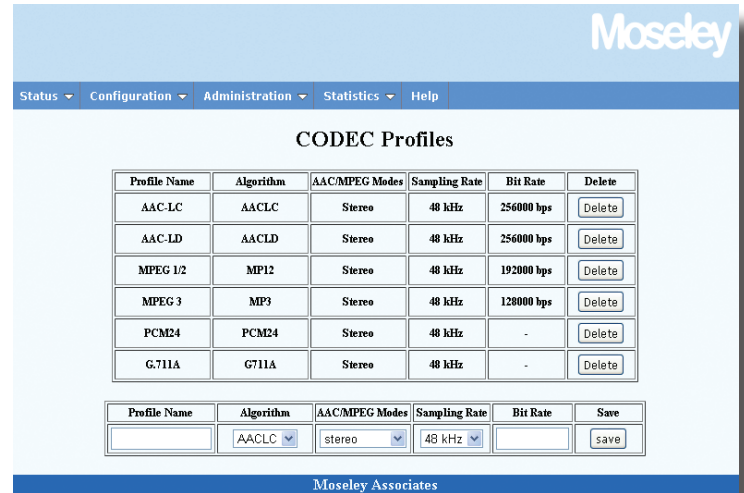 Moseley
Status Configuration Administration Statistics Help
CODEC Profiles
Profile Name Algorithm AAC/MPEG Modes Sampling Rate Bit Rate Delete
AAC-LC AACLC Stereo 48 kHz 256000 bps Delete
AAC-LD AACLD Stereo 48 kHz 256000 bps Delete
MPEG 1/2 MP12 Stereo 48 kHz 192000 bps Delete
MPEG 3 MP3 Stereo 48 kHz 128000 bps Delete
PCM24 PCM24 Stereo 48 kHz - Delete
G.711A G711A Stereo 48 kHz - Delete
Profile Name Algorithm AAC/MPEG Modes Sampling Rate Bit Rate Save
AACLC stereo 48 kHz save
Moseley Associates